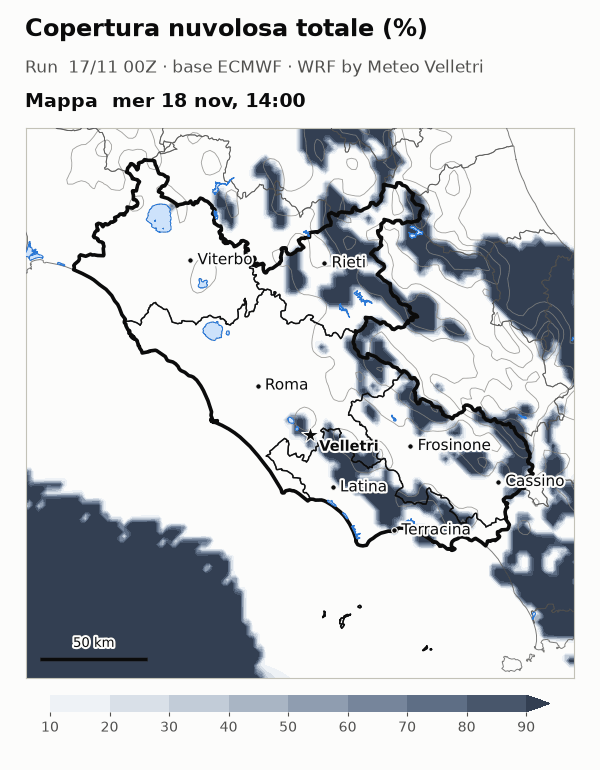 Copertura nuvolosa totale (%)
Run  17/11 00Z · base ECMWF · WRF by Meteo Velletri
Mappa  mer 18 nov, 14:00
Viterbo
Rieti
Roma
Velletri
Frosinone
Latina
Cassino
Terracina
50 km
10 20 30 40 50 60 70 80 90